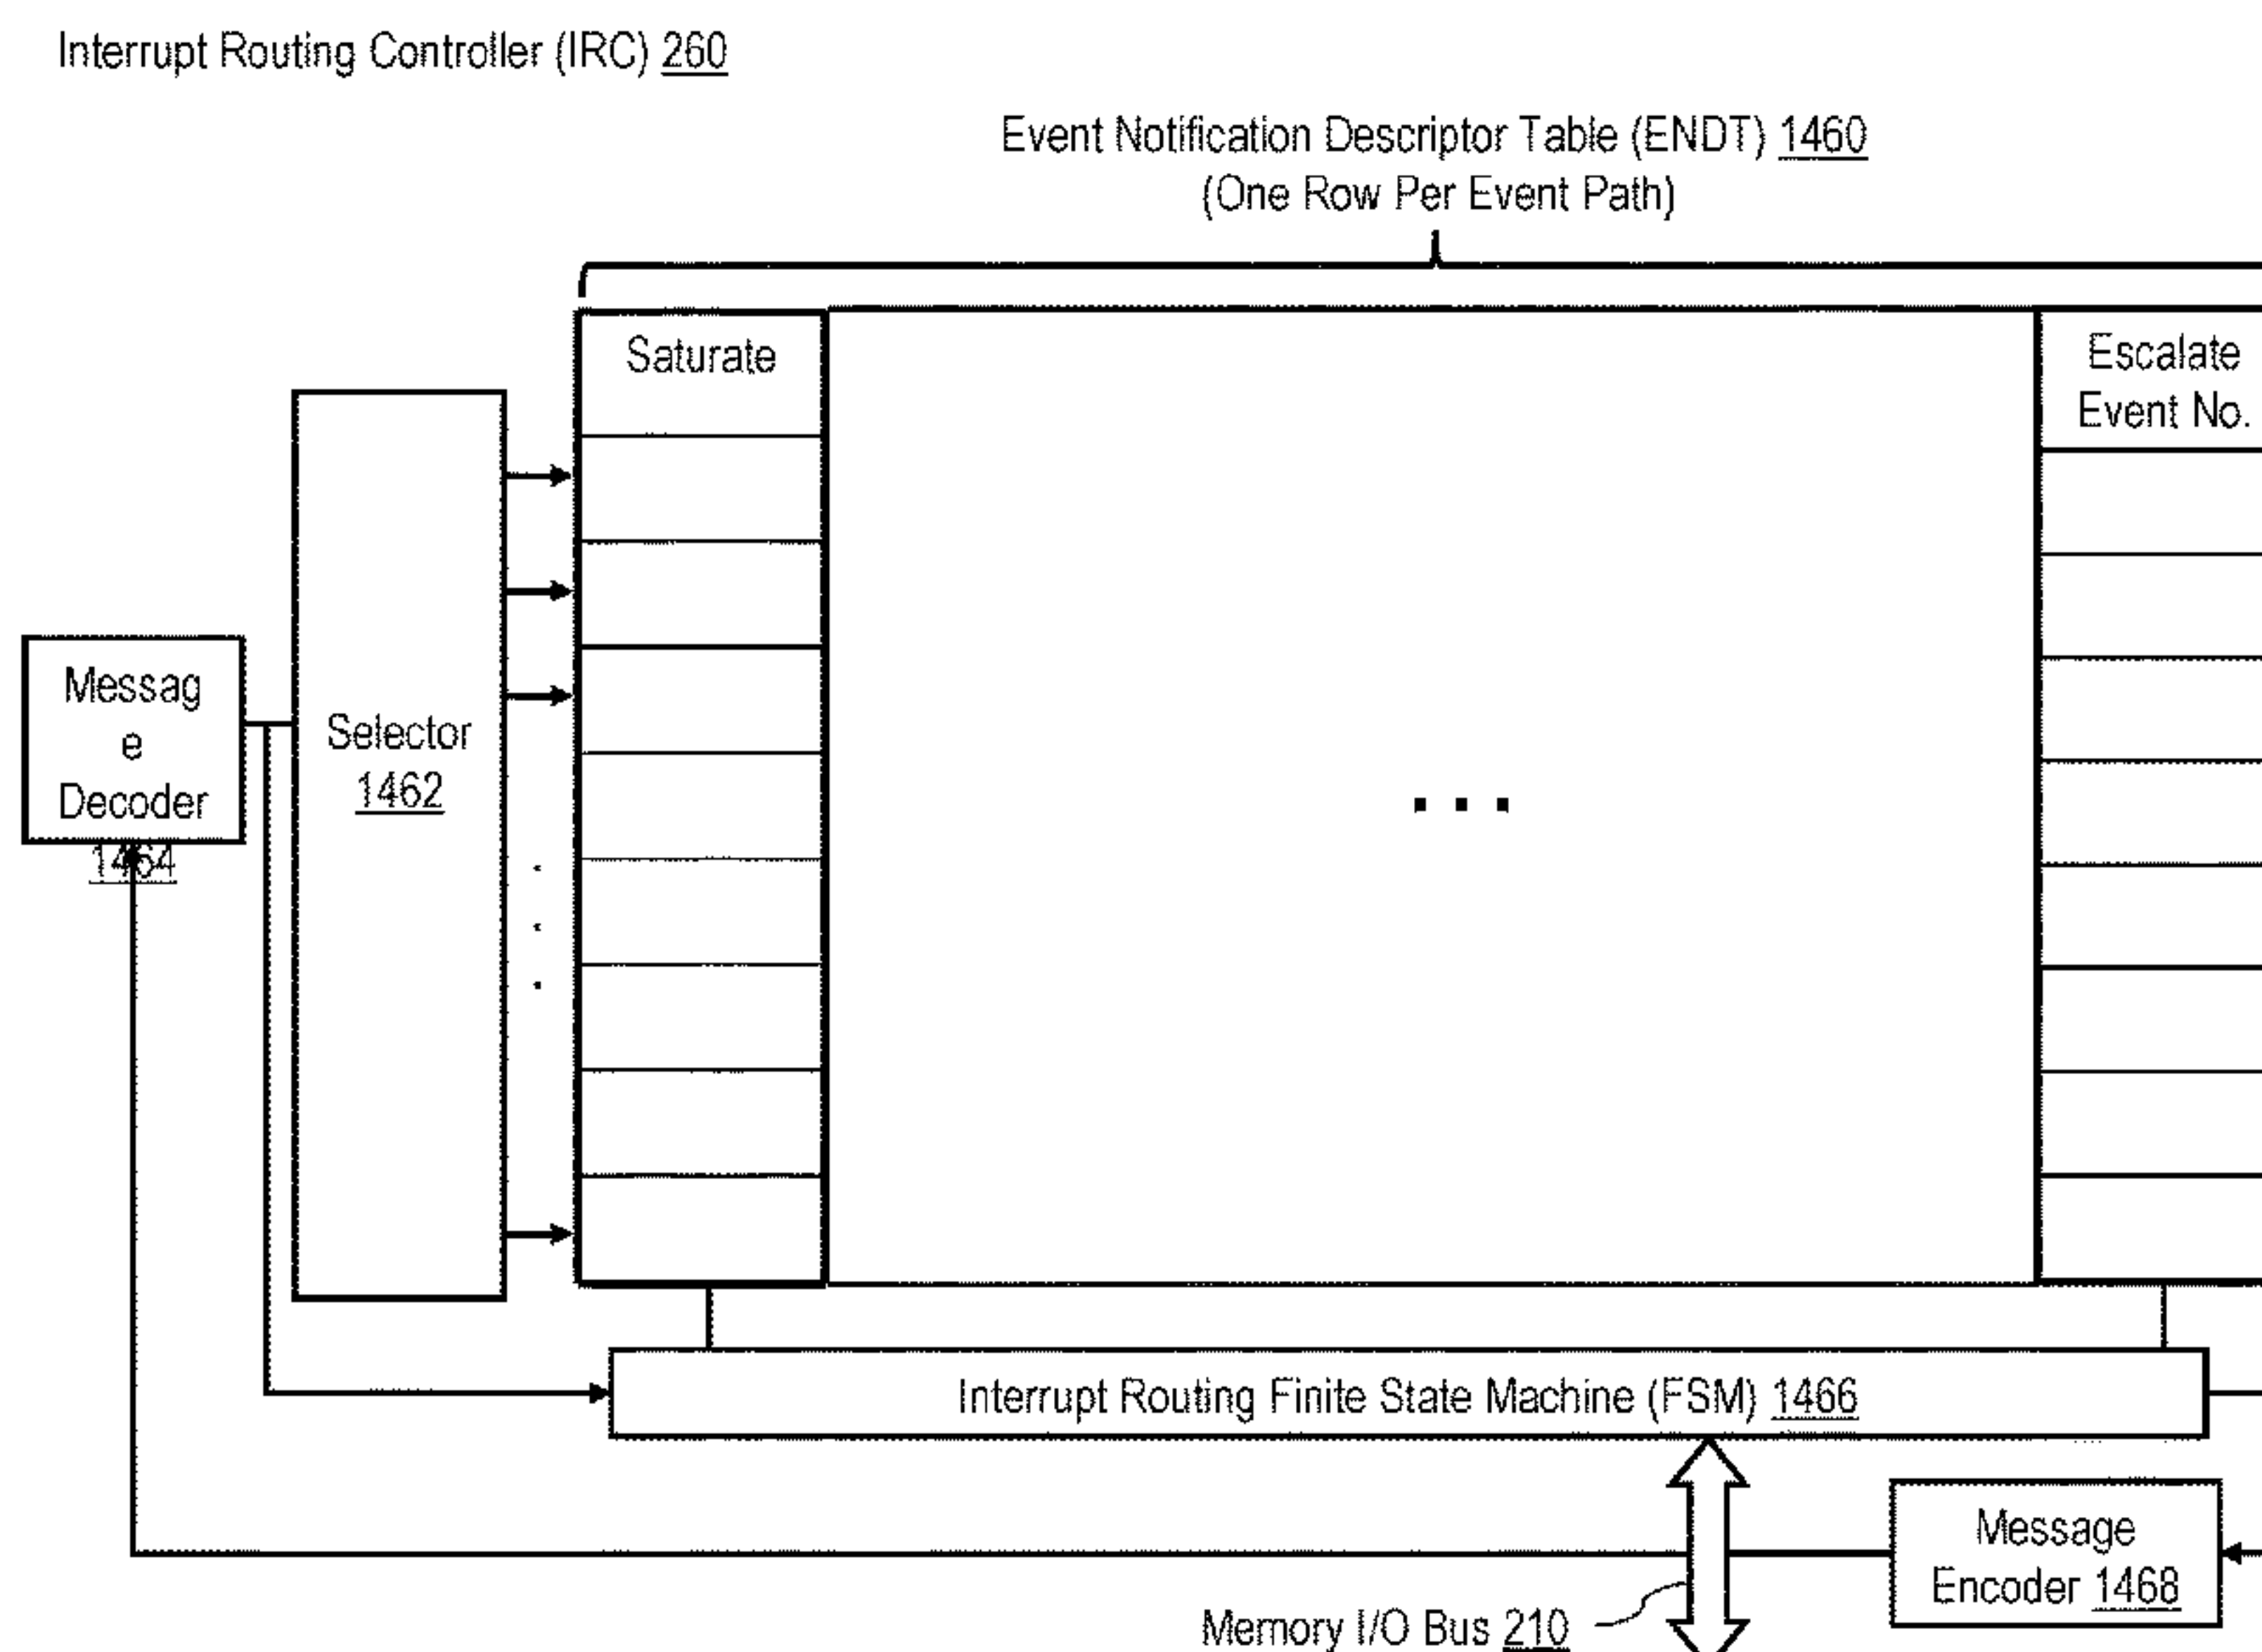 Interrupt Routing Controller (IRC) 260
Event Notification Descriptor Table (ENDT) 1460
(One Row Per Event Path)
Saturate
Escalate
Event No.
Messag
e
Decoder
1464
Selector
1462
. . .
Interrupt Routing Finite State Machine (FSM) 1466
Message
Encoder 1468
Memory I/O Bus 210